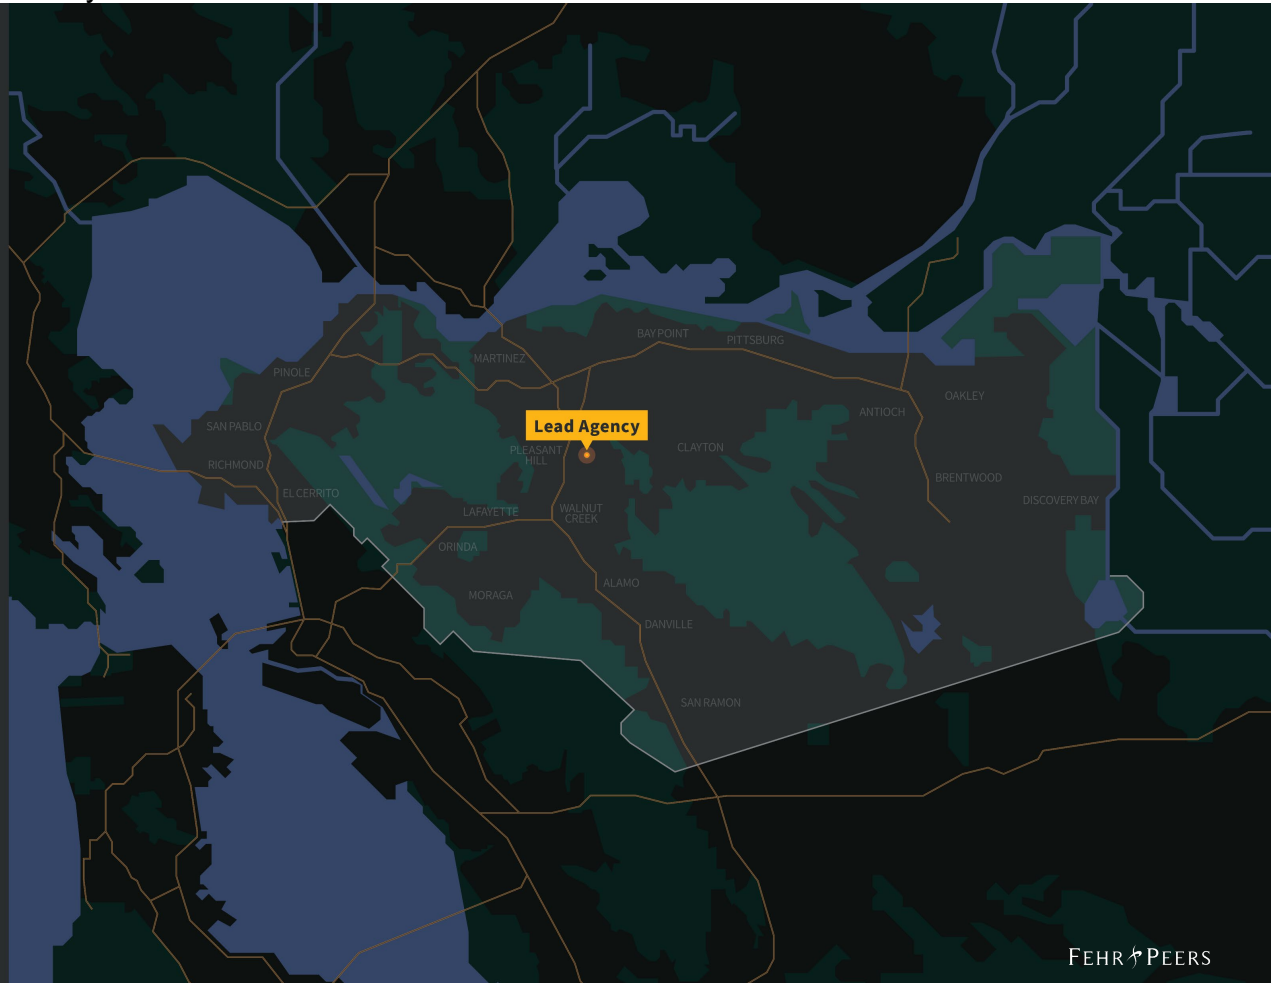 BAY POINT
PITTSBURG
MARTINEZ
PINOLE
OAKLEY
ANTIOCH
Lead Agency
SAN PABLO
CLAYTON
PLEASANT
HILL
RICHMOND
BRENTWOOD
EL CERRITO
DISCOVERY BAY
LAFAYETTE
WALNUT
CREEK
ORINDA
ALAMO
MORAGA
DANVILLE
SAN RAMON
FEHR PEERS